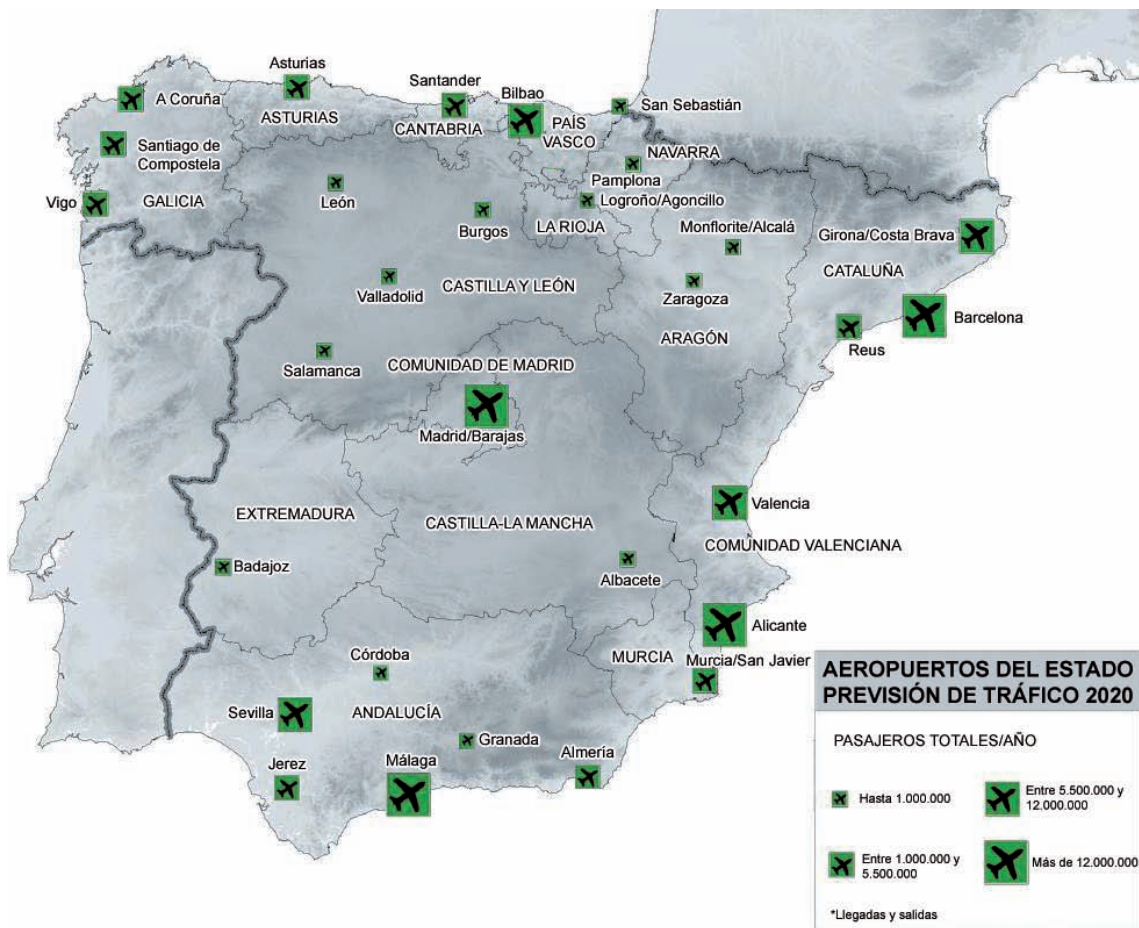 Asturias
Santander
Bilbao
A Coruña
San Sebastián
ASTURIAS
CANTABRIA
PAÍS
VASCO
Santiago de
Compostela
NAVARRA
Pamplona
Vigo
GALICIA
León
Logroño/Agoncillo
Burgos
LA RIOJA
Monflorite/Alcalá
Girona/Costa Brava
CATALUÑA
Valladolid
CASTILLA Y LEÓN
Zaragoza
Barcelona
ARAGÓN
Reus
Salamanca
COMUNIDAD DE MADRID
Madrid/Barajas
Valencia
EXTREMADURA
CASTILLA-LA MANCHA
COMUNIDAD VALENCIANA
Badajoz
Albacete
Alicante
Córdoba
MURCIA
Murcia/San Javier
Sevilla
ANDALUCÍA
Granada
Almería
Jerez
Málaga
AEROPUERTOS DEL ESTADO
PREVISIÓN DE TRÁFICO 2020
PASAJEROS TOTALES/AÑO
Hasta 1.000.000
Entre 5.500.000 y
12.000.000
Entre 1.000.000 y
5.500.000
Más de 12.000.000
*Llegadas y salidas